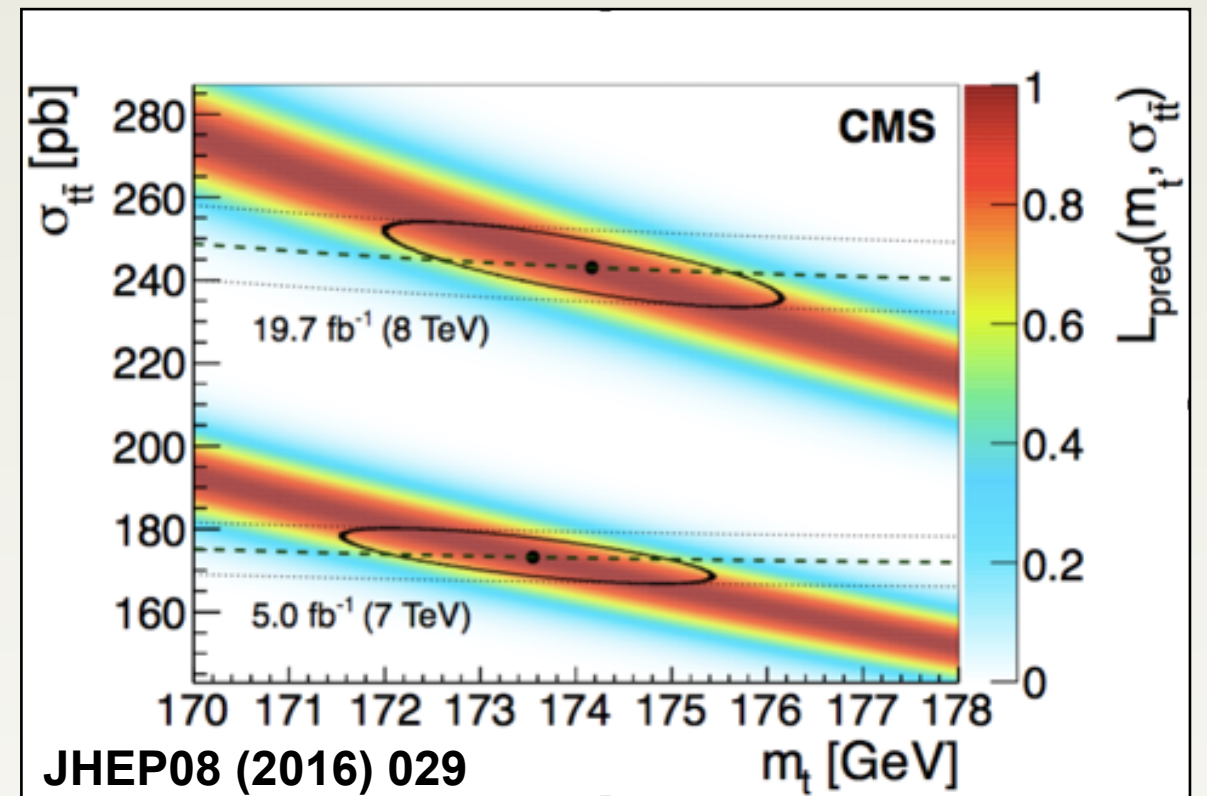 σtt̄ [pb]
280
260
240
220
200
180
160
CMS
19.7 fb⁻¹ (8 TeV)
5.0 fb⁻¹ (7 TeV)
170 171 172 173 174 175 176 177 178
mt [GeV]
1
0.8
0.6
0.4
0.2
0
Lpred(mt, σtt̄)
JHEP08 (2016) 029